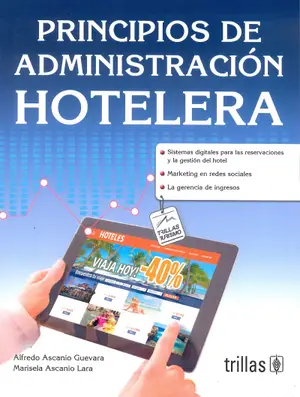 PRINCIPIOS DE
ADMINISTRACIÓN
HOTELERA
• Sistemas digitales para las reservaciones
y la gestión del hotel
• Marketing en redes sociales
• La gerencia de ingresos
TRILLAS
TURISMO
HOTELES
VIAJA HOY!
-40%
Alfredo Ascanio Guevara
Marisela Ascanio Lara
trillas